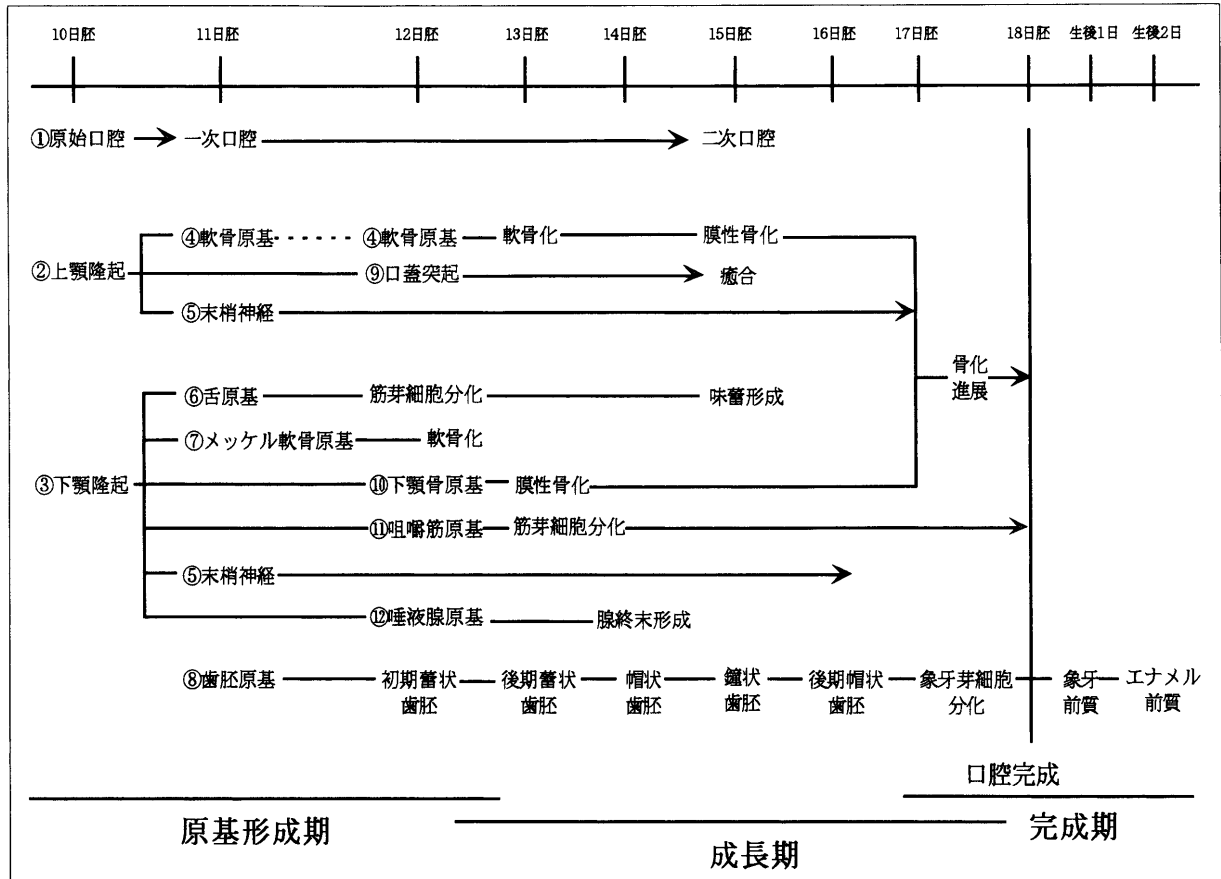 10日胚 11日胚 12日胚 13日胚 14日胚 15日胚 16日胚 17日胚 18日胚 生後1日 生後2日
①原始口腔 一次口腔 二次口腔
④軟骨原基 ④軟骨原基 軟骨化 膜性骨化
②上顎隆起 ⑨口蓋突起 癒合
⑤末梢神経
骨化
進展
⑥舌原基 筋芽細胞分化 味蕾形成
⑦メッケル軟骨原基 軟骨化
③下顎隆起 ⑩下顎骨原基 膜性骨化
⑪咀嚼筋原基 筋芽細胞分化
⑤末梢神経
⑫唾液腺原基 腺終末形成
⑧歯胚原基 初期蕾状 後期蕾状 帽状 鐘状 後期帽状 象牙芽細胞 象牙 エナメル
歯胚 歯胚 歯胚 歯胚 歯胚 分化 前質 前質
口腔完成
原基形成期 成長期 完成期